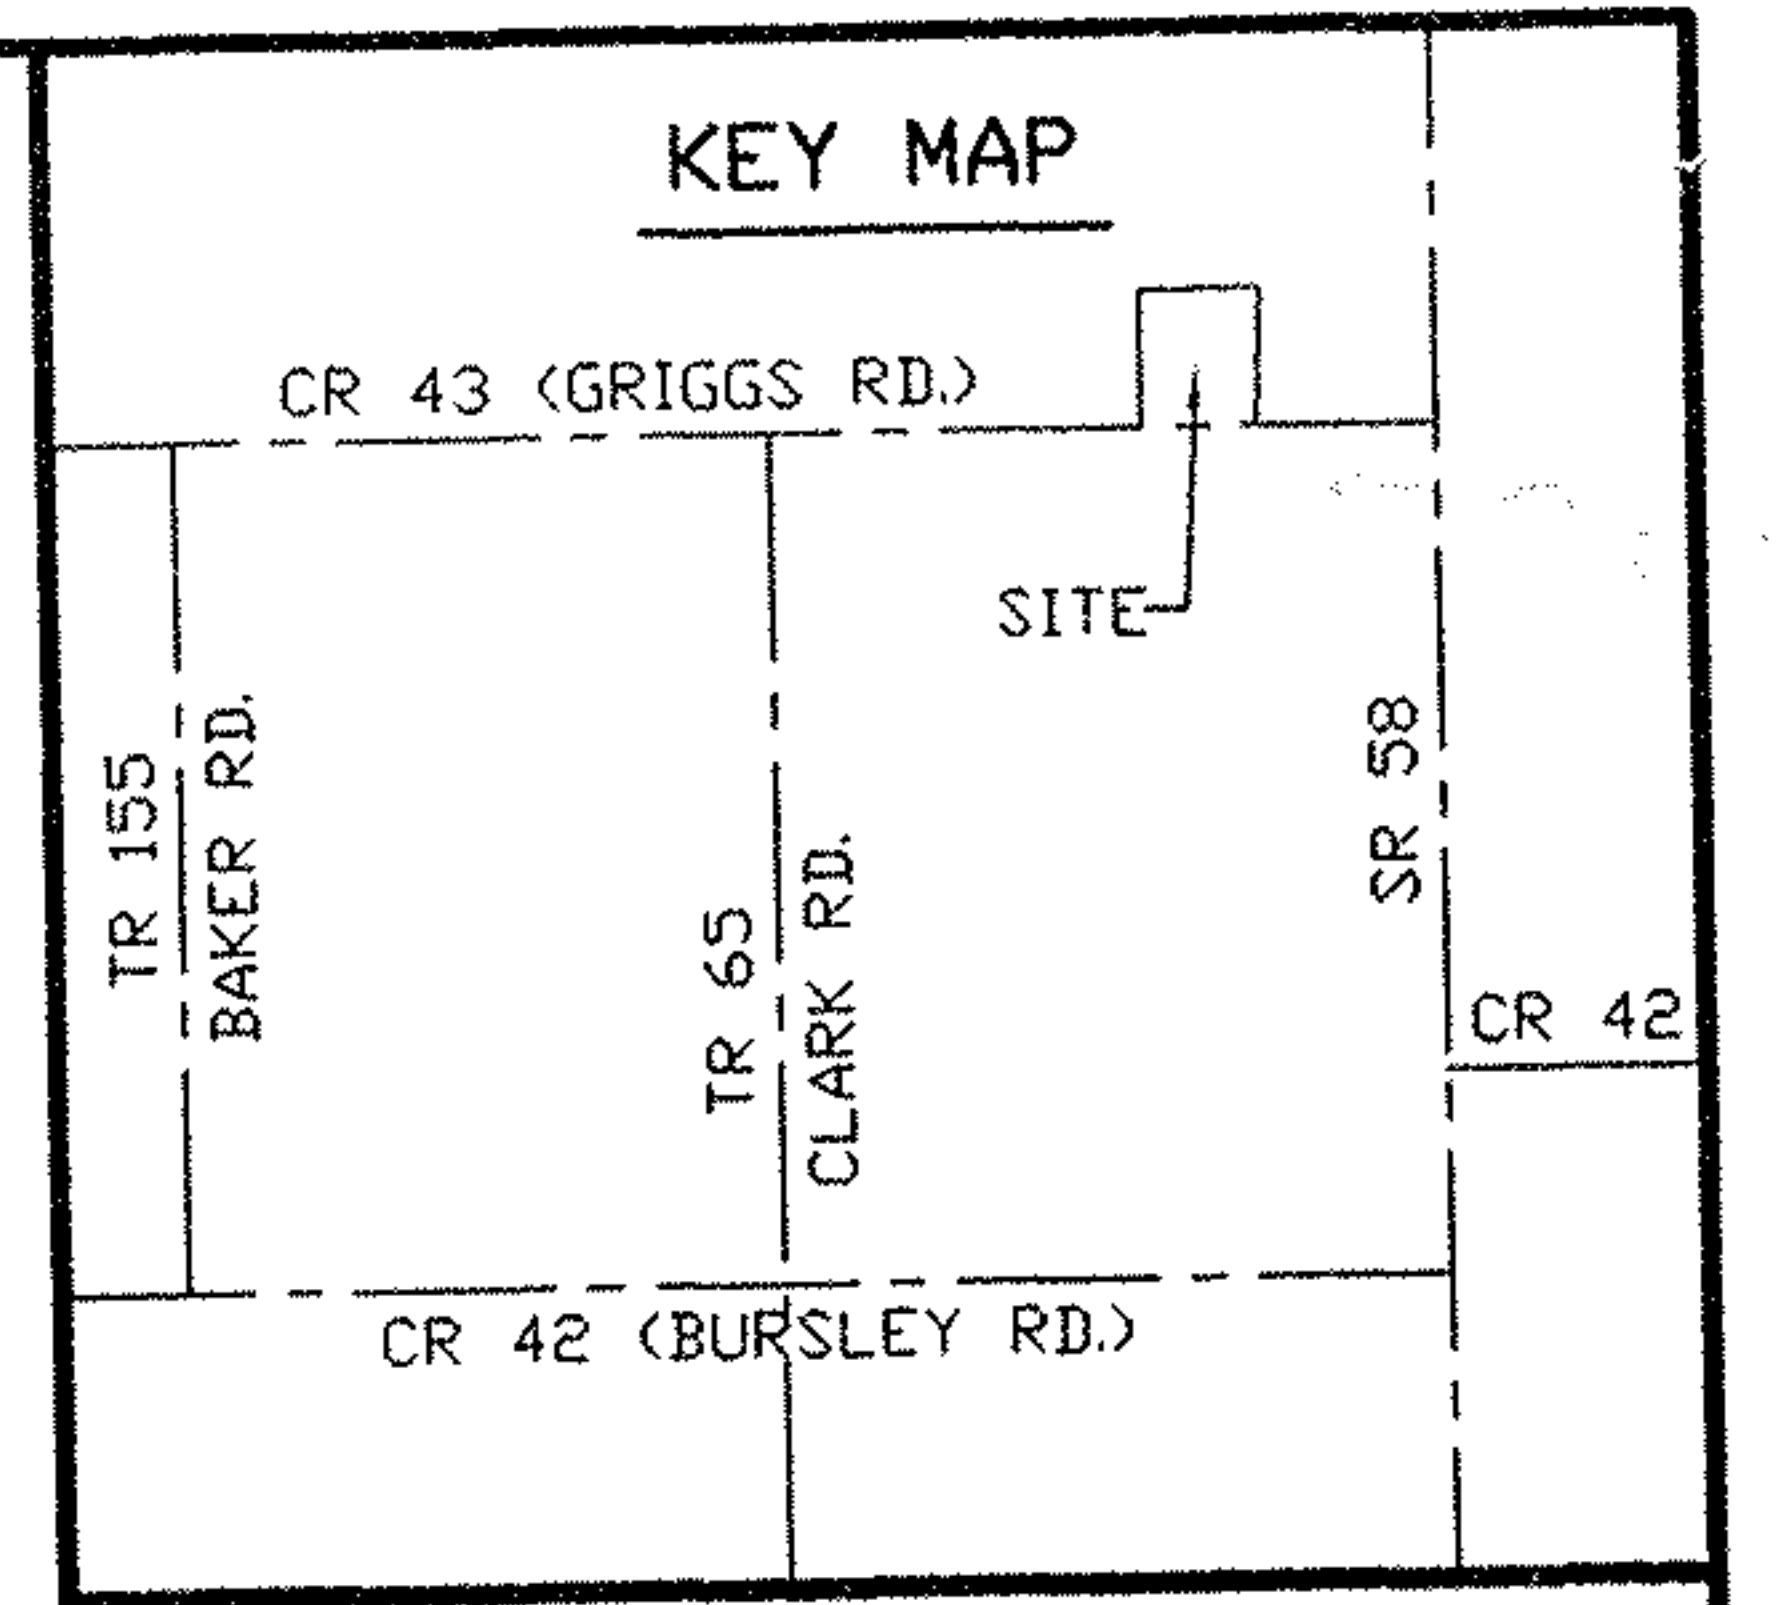 KEY MAP
CR 43 (GRIGGS RD.)
SITE
TR 155
BAKER RD.
TR 65
CLARK RD.
SR 58
CR 42
CR 42 (BURSLEY RD.)